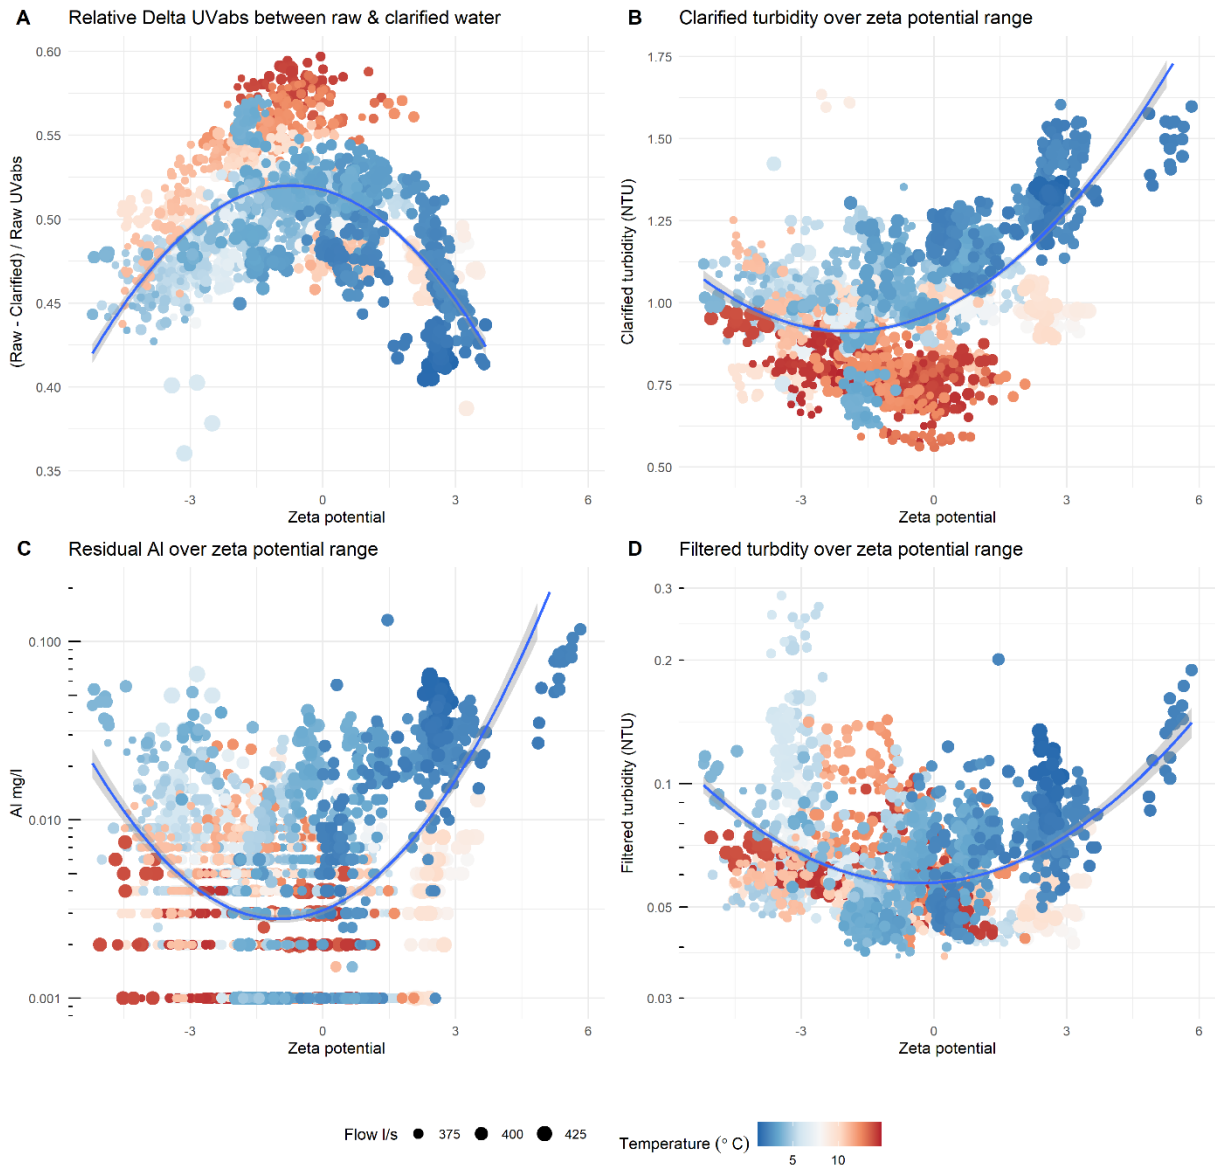 A Relative Delta UVabs between raw & clarified water
(Raw - Clarified) / Raw UVabs
0.60
0.55
0.50
0.45
0.40
0.35
-3 0 3 6
Zeta potential
B Clarified turbidity over zeta potential range
Clarified turbidity (NTU)
1.75
1.50
1.25
1.00
0.75
0.50
-3 0 3 6
Zeta potential
C Residual Al over zeta potential range
Al mg/l
0.100
0.010
0.001
-3 0 3 6
Zeta potential
D Filtered turbdity over zeta potential range
Filtered turbidity (NTU)
0.3
0.2
0.1
0.05
0.03
-3 0 3 6
Zeta potential
Flow l/s 375 400 425
Temperature (° C)
5 10